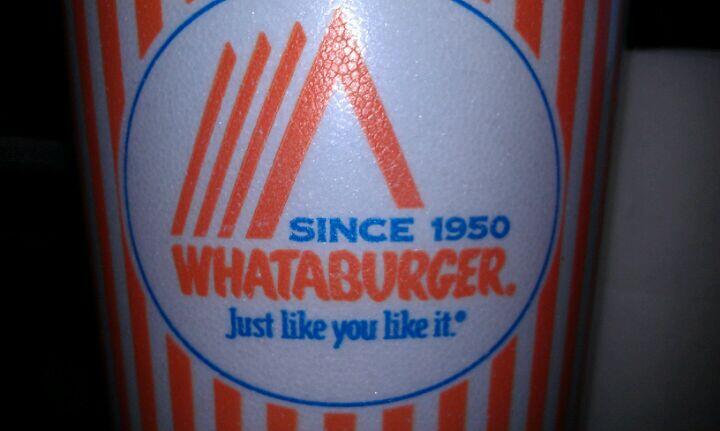 SINCE 1950
WHATABURGER.
Just like you like it.®